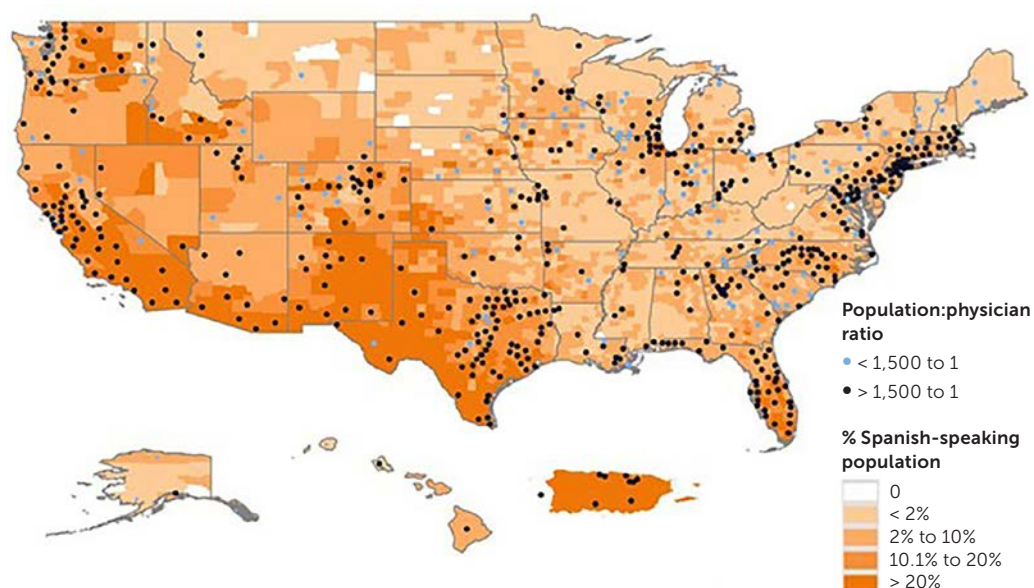 Population:physician
ratio
< 1,500 to 1
> 1,500 to 1
% Spanish-speaking
population
0
< 2%
2% to 10%
10.1% to 20%
> 20%